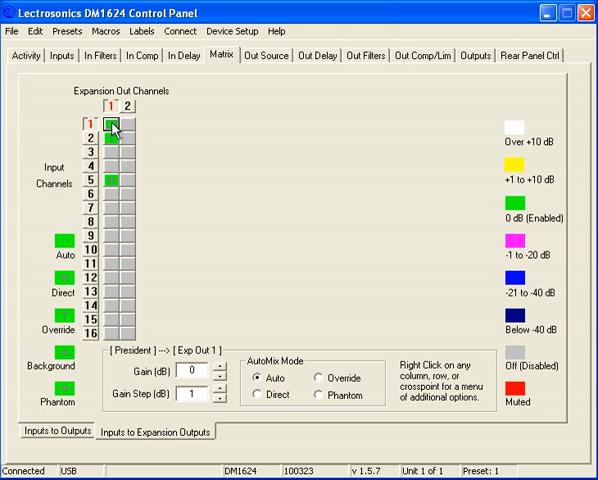 Lectrosonics DM1624 Control Panel
File Edit Presets Macros Labels Connect Device Setup Help
Activity Inputs In Filters In Comp In Delay Matrix Out Source Out Delay Out Filters Out Comp/Lim Outputs Rear Panel Ctrl
Expansion Out Channels
1 2
1
2
3
4
5
6
7
8
9
10
11
12
13
14
15
16
Input
Channels
Auto
Direct
Override
Background
Phantom
Over +10 dB
+1 to +10 dB
0 dB (Enabled)
-1 to -20 dB
-21 to -40 dB
Below -40 dB
Off (Disabled)
Muted
[ President ] ---> [ Exp Out 1 ]
Gain (dB) 0
Gain Step (dB) 1
AutoMix Mode
Auto Override
Direct Phantom
Right Click on any
column, row, or
crosspoint for a menu
of additional options.
Inputs to Outputs Inputs to Expansion Outputs
Connected USB DM1624 100323 v 1.5.7 Unit 1 of 1 Preset: 1